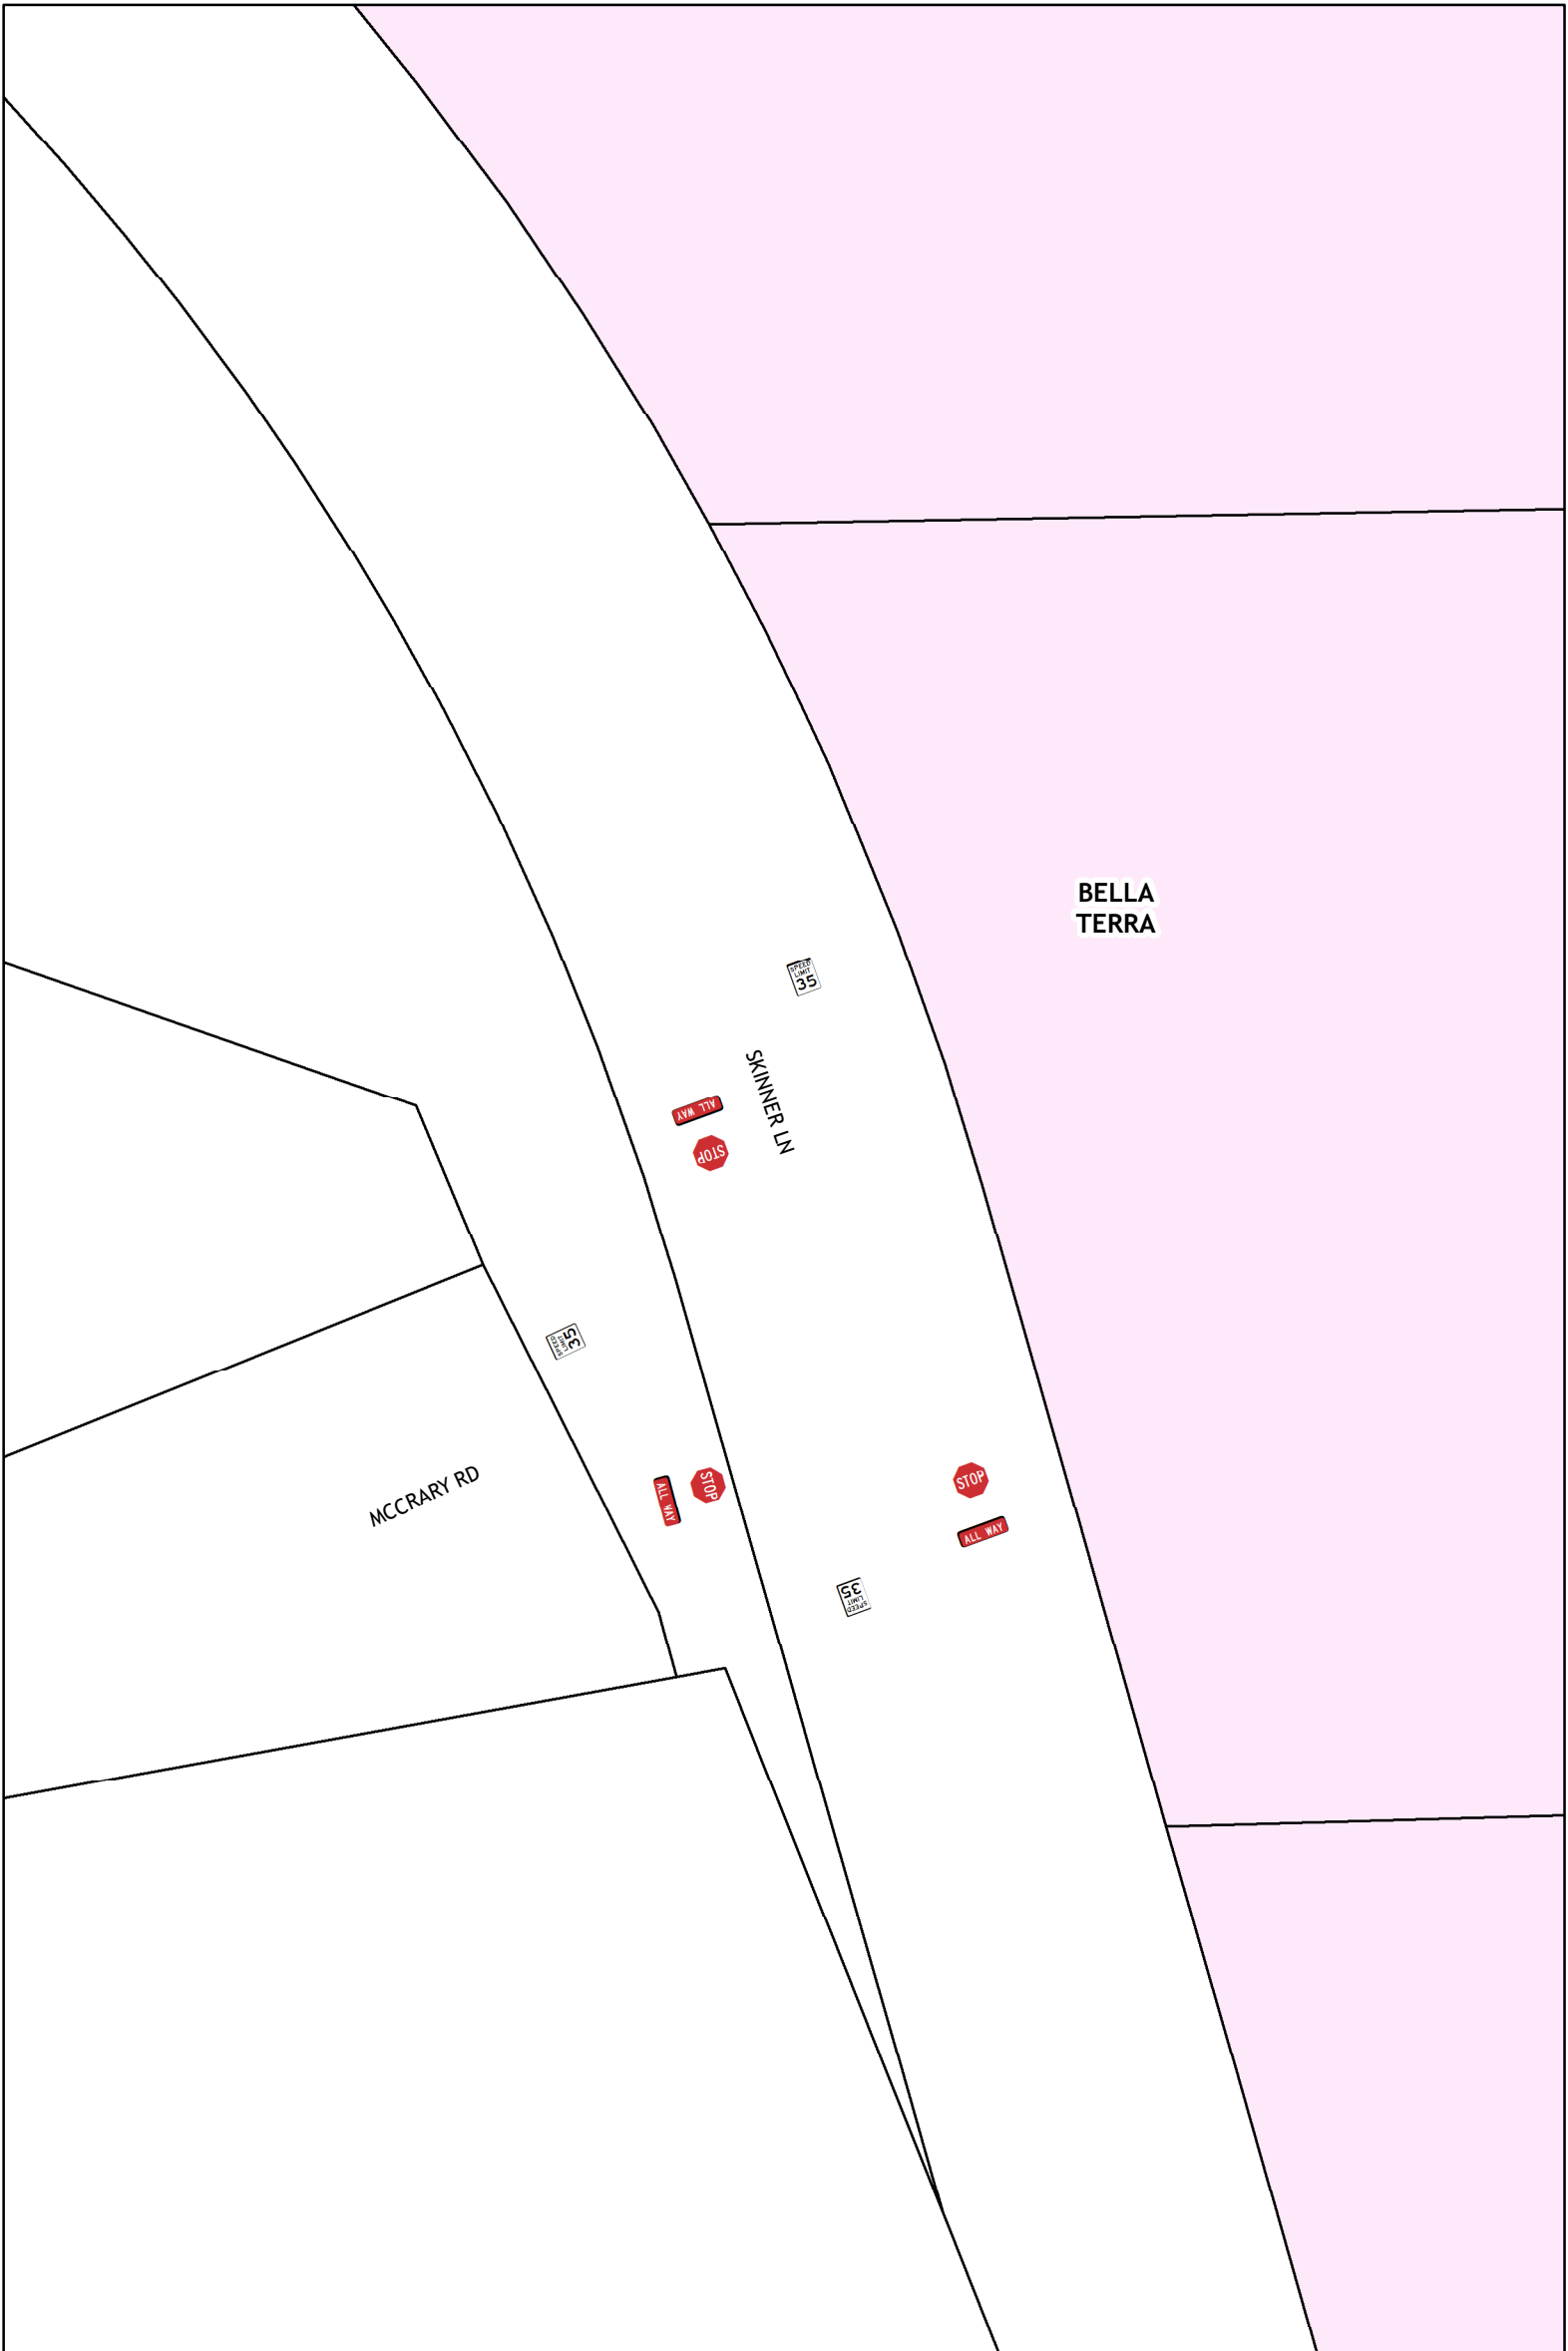 BELLA
TERRA
SPEED
LIMIT
35
SKINNER LN
ALL WAY
STOP
SPEED
LIMIT
35
MCCRARY RD
ALL WAY
STOP
STOP
ALL WAY
SPEED
LIMIT
35